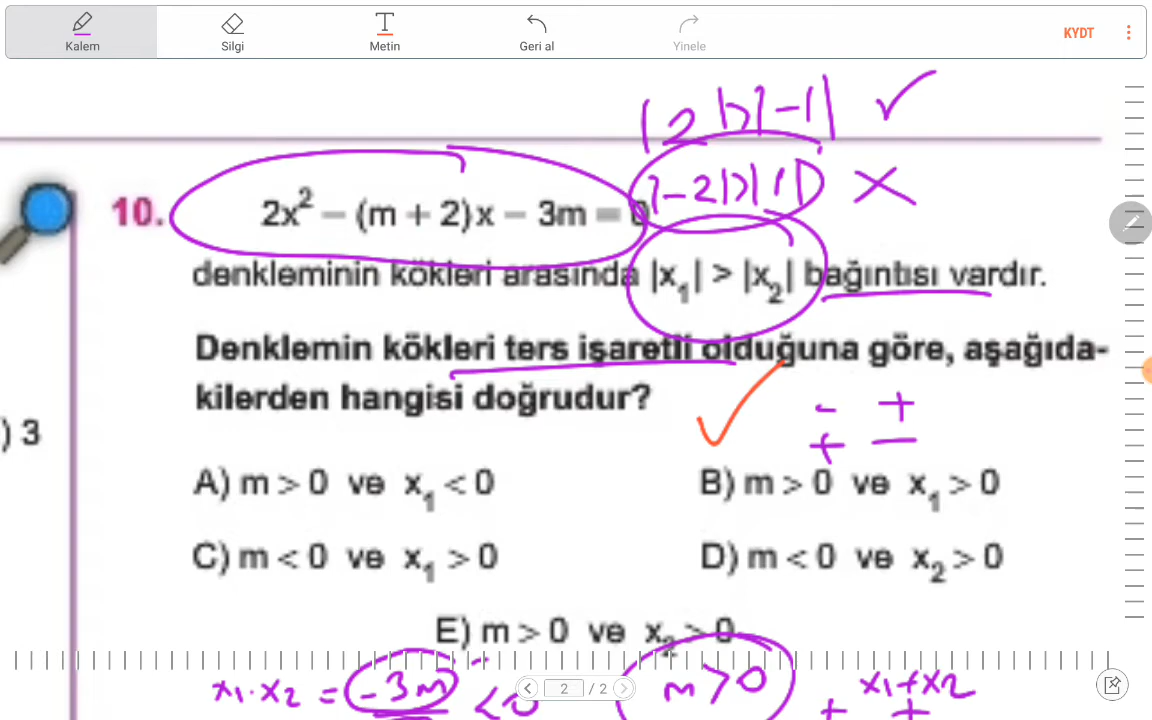 Kalem Silgi Metin Geri al Yinele KYDT
|2|>|-1| ✓
|-2|>|1| X
10. 2x² – (m + 2)x – 3m = 0
denkleminin kökleri arasında |x₁| > |x₂| bağıntısı vardır.
Denklemin kökleri ters işaretli olduğuna göre, aşağıda-
kilerden hangisi doğrudur?
- +
+ -
) 3
A) m > 0 ve x₁ < 0 B) m > 0 ve x₁ > 0
C) m < 0 ve x₁ > 0 D) m < 0 ve x₂ > 0
E) m > 0 ve x₂ > 0
x₁.x₂ = -3m <0 m>0 x₁+x₂
2 / 2
+ +